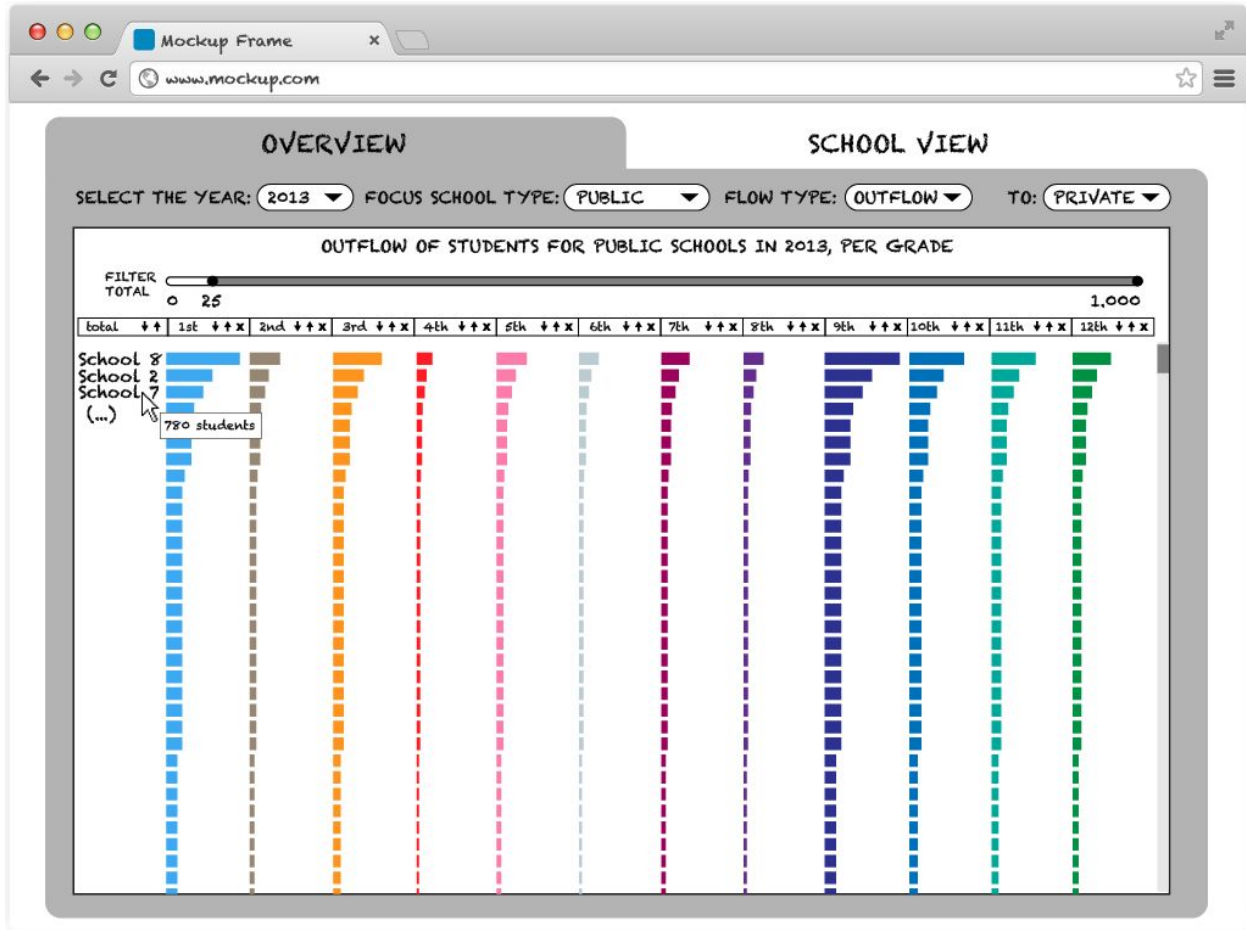 Mockup Frame
www.mockup.com
OVERVIEW SCHOOL VIEW
SELECT THE YEAR: 2013 FOCUS SCHOOL TYPE: PUBLIC FLOW TYPE: OUTFLOW TO: PRIVATE
OUTFLOW OF STUDENTS FOR PUBLIC SCHOOLS IN 2013, PER GRADE
FILTER
TOTAL
0 25 1,000
total 1st 2nd 3rd 4th 5th 6th 7th 8th 9th 10th 11th 12th
School 8
School 2
School 7
(...)
780 students